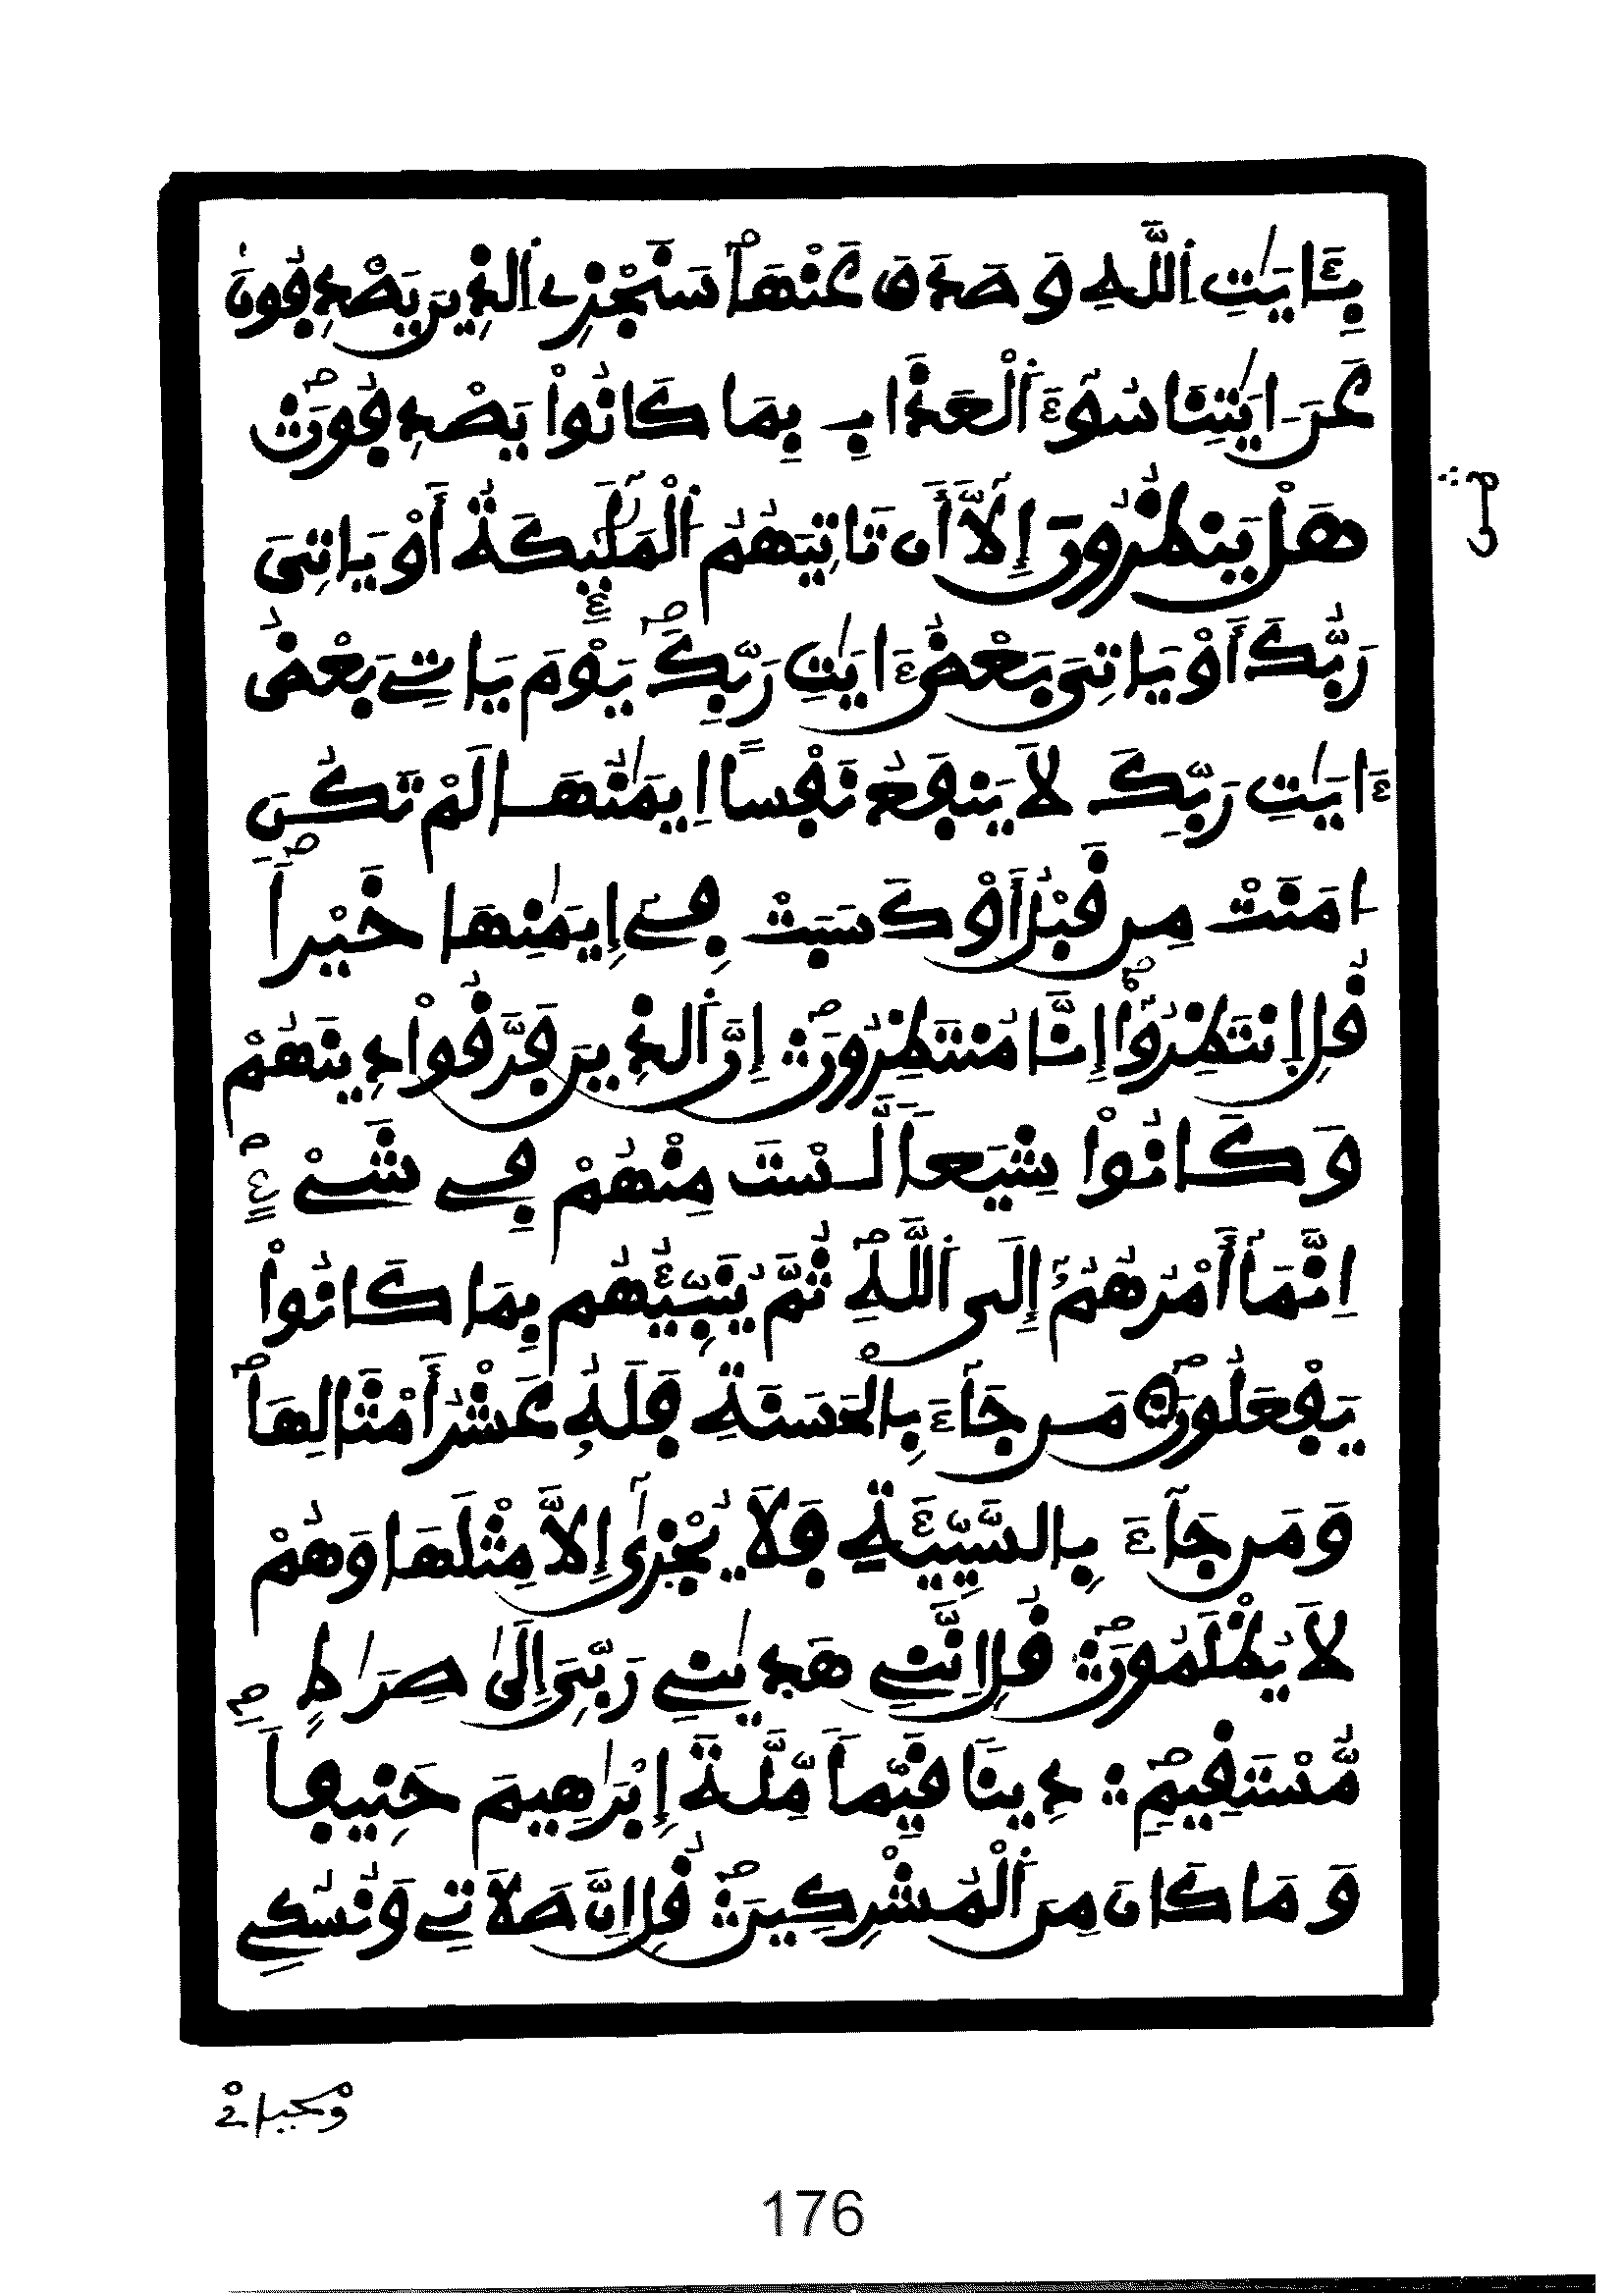 بِـَٔايَٰتِ اِ۬للَّهِ وَصَدَفَ عَنْهَا سَنَجْزِے اِ۬لذِينَ يَصْدِفُونَ
عَنَ ايَٰتِنَا سُوٓءَ اَ۬لْعَذَابِ بِمَا كَانُواْ يَصْدِفُونَ
هَلْ يَنظُرُونَ إِلَّآ أَن تَاتِيَهُمُ اُ۬لْمَلَٰٓئِكَةُ أَوْ يَاتِىَ
رَبُّكَ أَوْ يَاتِىَ بَعْضُ ءَايَٰتِ رَبِّكَ يَوْمَ يَاتِے بَعْضُ
ءَايَٰتِ رَبِّكَ لَا يَنفَعُ نَفْساً اِيمَٰنُهَا لَمْ تَكُنَ
اٰمَنَتْ مِن قَبْلُ أَوْ كَسَبَتْ فِےٓ إِيمَٰنِهَا خَيْراً
قُلِ اِ۪نتَظِرُوٓاْ إِنَّا مُنتَظِرُونَ إِنَّ اَ۬لذِينَ فَرَّقُواْ دِينَهُمْ
وَكَانُواْ شِيَعاً لَّسْتَ مِنْهُمْ فِے شَےْءٍ
اِنَّمَآ أَمْرُهُمُۥٓ إِلَى اَ۬للَّهِ ثُمَّ يُنَبِّئُهُم بِمَا كَانُواْ
يَفْعَلُونَ مَن جَآءَ بِالْحَسَنَةِ فَلَهُۥ عَشْرُ أَمْثَالِهَا
وَمَن جَآءَ بِالسَّيِّئَةِ فَلَا يُجْزَىٰٓ إِلَّا مِثْلَهَا وَهُمْ
لَا يُظْلَمُونَ قُلِ اِنَّنِے هَدَىٰنِے رَبِّىَ إِلَىٰ صِرَٰطٍ
مُّسْتَقِيمٍ دِيناً قَيِّماً مِّلَّةَ إِبْرَٰهِيمَ حَنِيفاً
وَمَا كَانَ مِنَ اَ۬لْمُشْرِكِينَ قُلِ اِنَّ صَلَاتِے وَنُسُكِے
وَمَحْيَاے
176